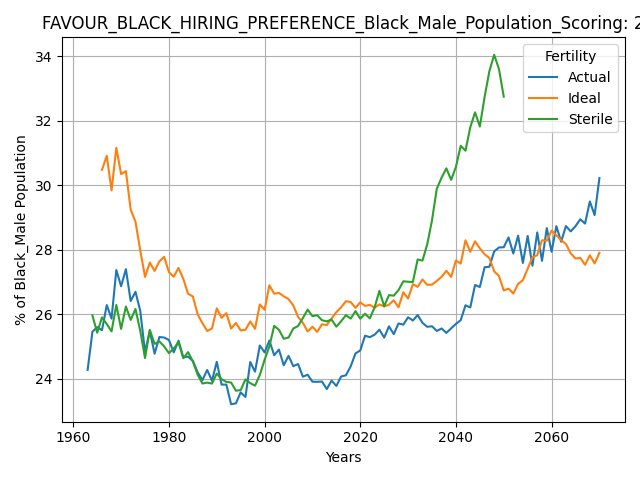 FAVOUR_BLACK_HIRING_PREFERENCE_Black_Male_Population_Scoring: 2
Fertility
Actual
Ideal
Sterile
% of Black_Male Population
34
32
30
28
26
24
1960 1980 2000 2020 2040 2060
Years